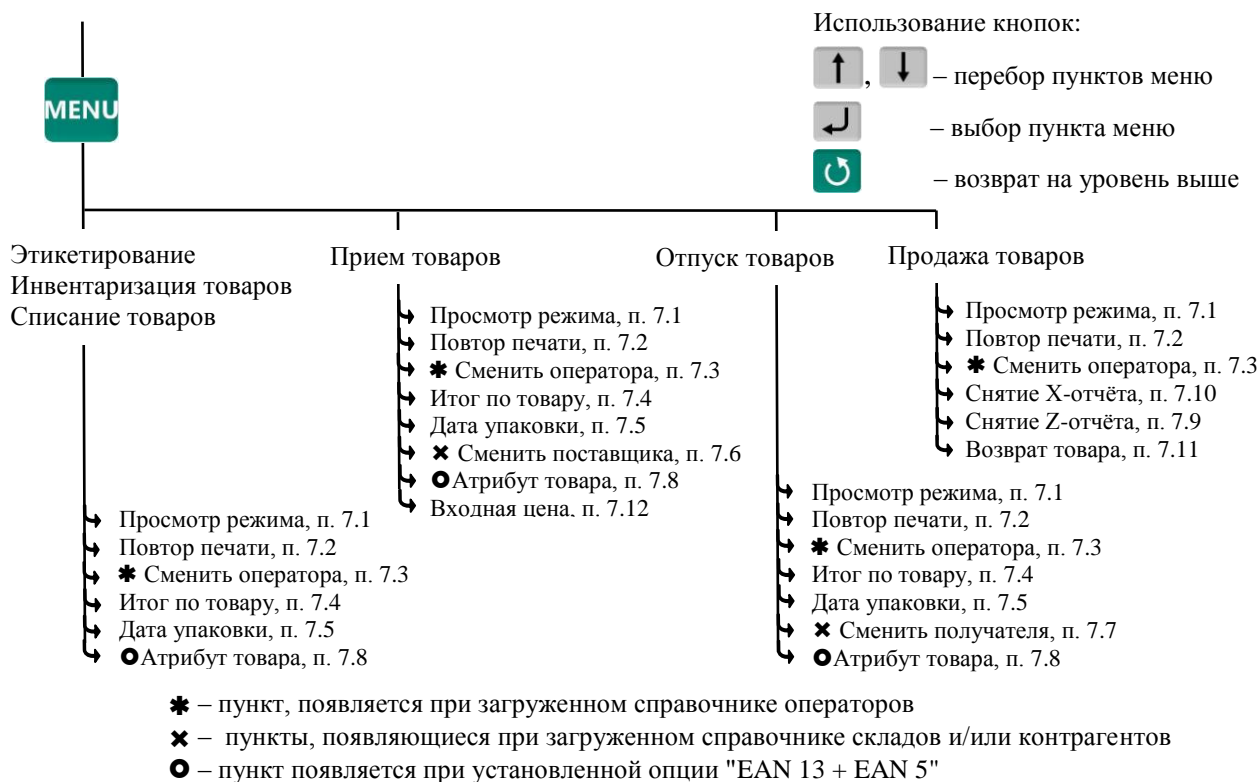 Использование кнопок:
, – перебор пунктов меню
MENU
– выбор пункта меню
– возврат на уровень выше
Этикетирование
Инвентаризация товаров
Списание товаров
Просмотр режима, п. 7.1
Повтор печати, п. 7.2
✱ Сменить оператора, п. 7.3
Итог по товару, п. 7.4
Дата упаковки, п. 7.5
Атрибут товара, п. 7.8
Прием товаров
Просмотр режима, п. 7.1
Повтор печати, п. 7.2
✱ Сменить оператора, п. 7.3
Итог по товару, п. 7.4
Дата упаковки, п. 7.5
✖ Сменить поставщика, п. 7.6
Атрибут товара, п. 7.8
Входная цена, п. 7.12
Отпуск товаров
Просмотр режима, п. 7.1
Повтор печати, п. 7.2
✱ Сменить оператора, п. 7.3
Итог по товару, п. 7.4
Дата упаковки, п. 7.5
✖ Сменить получателя, п. 7.7
Атрибут товара, п. 7.8
Продажа товаров
Просмотр режима, п. 7.1
Повтор печати, п. 7.2
✱ Сменить оператора, п. 7.3
Снятие X-отчёта, п. 7.10
Снятие Z-отчёта, п. 7.9
Возврат товара, п. 7.11
✱ – пункт, появляется при загруженном справочнике операторов
✖ – пункты, появляющиеся при загруженном справочнике складов и/или контрагентов
– пункт появляется при установленной опции "EAN 13 + EAN 5"